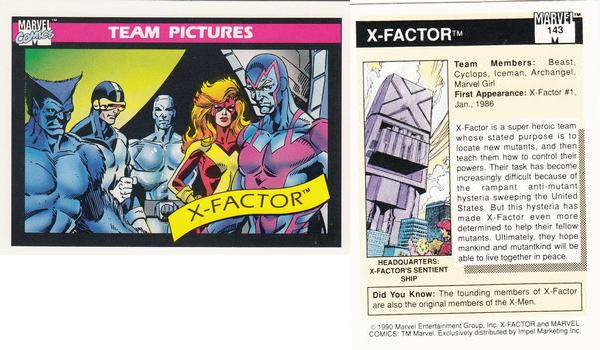 MARVEL
COMICS
TEAM PICTURES
X-FACTOR™
X-FACTOR™
MARVEL™
143
Team Members: Beast,
Cyclops, Iceman, Archangel,
Marvel Girl
First Appearance: X-Factor #1,
Jan., 1986
X-Factor is a super heroic team
whose stated purpose is to
locate new mutants, and then
teach them how to control their
powers. Their task has become
increasingly difficult because of
the rampant anti-mutant
hysteria sweeping the United
States. But this hysteria has
made X-Factor even more
determined to help their fellow
mutants. Ultimately, they hope
mankind and mutantkind will be
able to live together in peace.
HEADQUARTERS:
X-FACTOR'S SENTIENT
SHIP
Did You Know: The founding members of X-Factor
are also the original members of the X-Men.
© 1990 Marvel Entertainment Group, Inc. X-FACTOR and MARVEL
COMICS: TM Marvel. Exclusively distributed by Impel Marketing Inc.